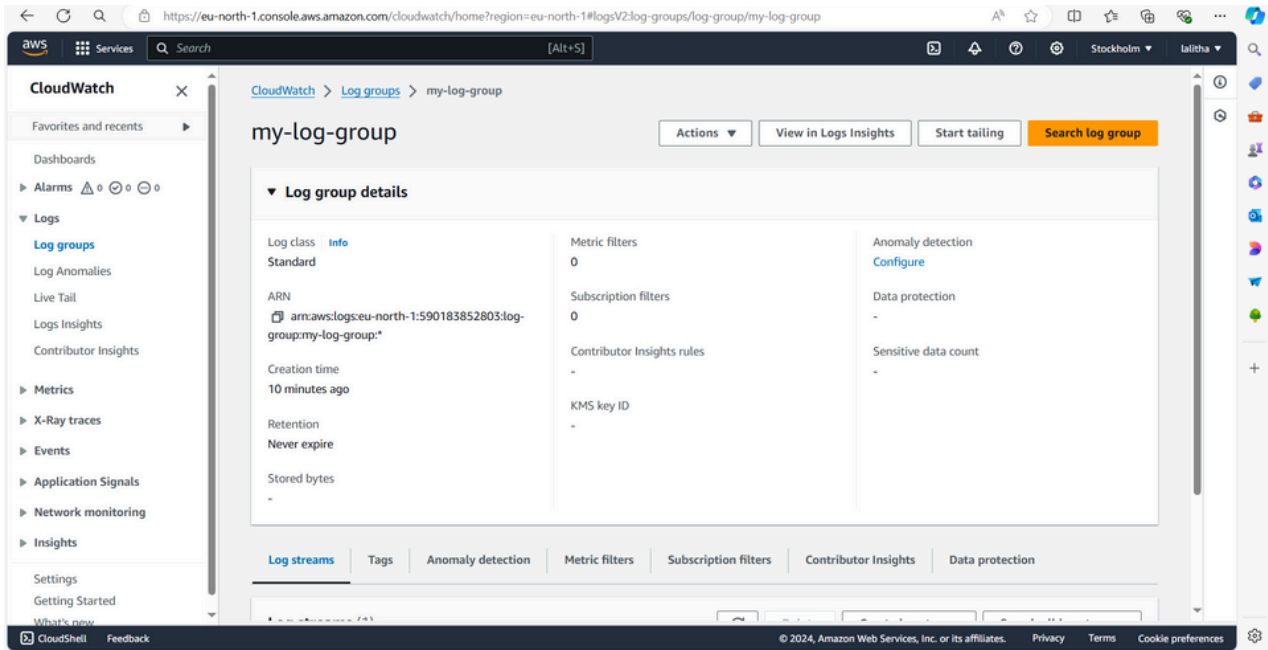 https://eu-north-1.console.aws.amazon.com/cloudwatch/home?region=eu-north-1#logsV2:log-groups/log-group/my-log-group
aws Services Search [Alt+S] Stockholm lalitha
CloudWatch
Favorites and recents
Dashboards
Alarms 0 0 0
Logs
Log groups
Log Anomalies
Live Tail
Logs Insights
Contributor Insights
Metrics
X-Ray traces
Events
Application Signals
Network monitoring
Insights
Settings
Getting Started
What's new
CloudWatch > Log groups > my-log-group
my-log-group
Actions View in Logs Insights Start tailing Search log group
Log group details
Log class Info
Standard
ARN
arn:aws:logs:eu-north-1:590183852803:log-
group:my-log-group:*
Creation time
10 minutes ago
Retention
Never expire
Stored bytes
-
Metric filters
0
Subscription filters
0
Contributor Insights rules
-
KMS key ID
-
Anomaly detection
Configure
Data protection
-
Sensitive data count
-
Log streams Tags Anomaly detection Metric filters Subscription filters Contributor Insights Data protection
Log streams (1)
CloudShell Feedback © 2024, Amazon Web Services, Inc. or its affiliates. Privacy Terms Cookie preferences